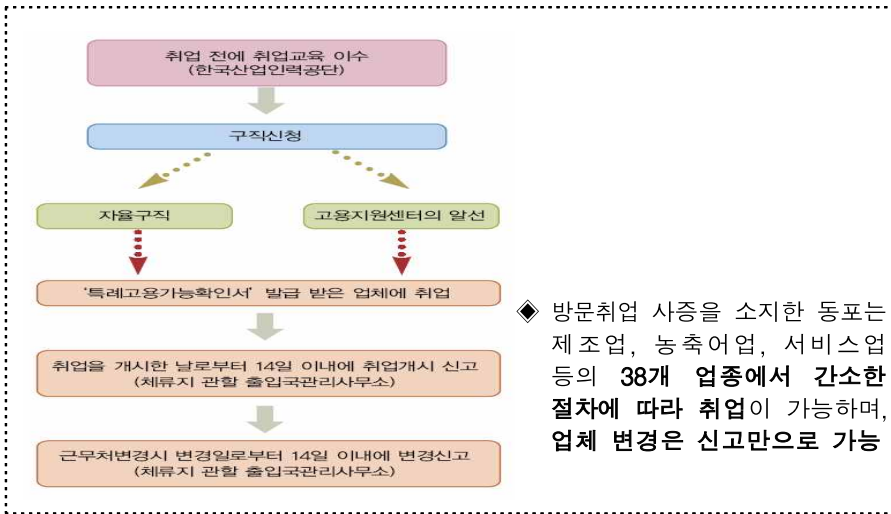 취업 전에 취업교육 이수
(한국산업인력공단)
구직신청
자율구직
고용지원센터의 알선
‘특례고용가능확인서’ 발급 받은 업체에 취업
취업을 개시한 날로부터 14일 이내에 취업개시 신고
(체류지 관할 출입국관리사무소)
근무처변경시 변경일로부터 14일 이내에 변경신고
(체류지 관할 출입국관리사무소)
◈ 방문취업 사증을 소지한 동포는
제조업, 농축어업, 서비스업
등의 38개 업종에서 간소한
절차에 따라 취업이 가능하며,
업체 변경은 신고만으로 가능